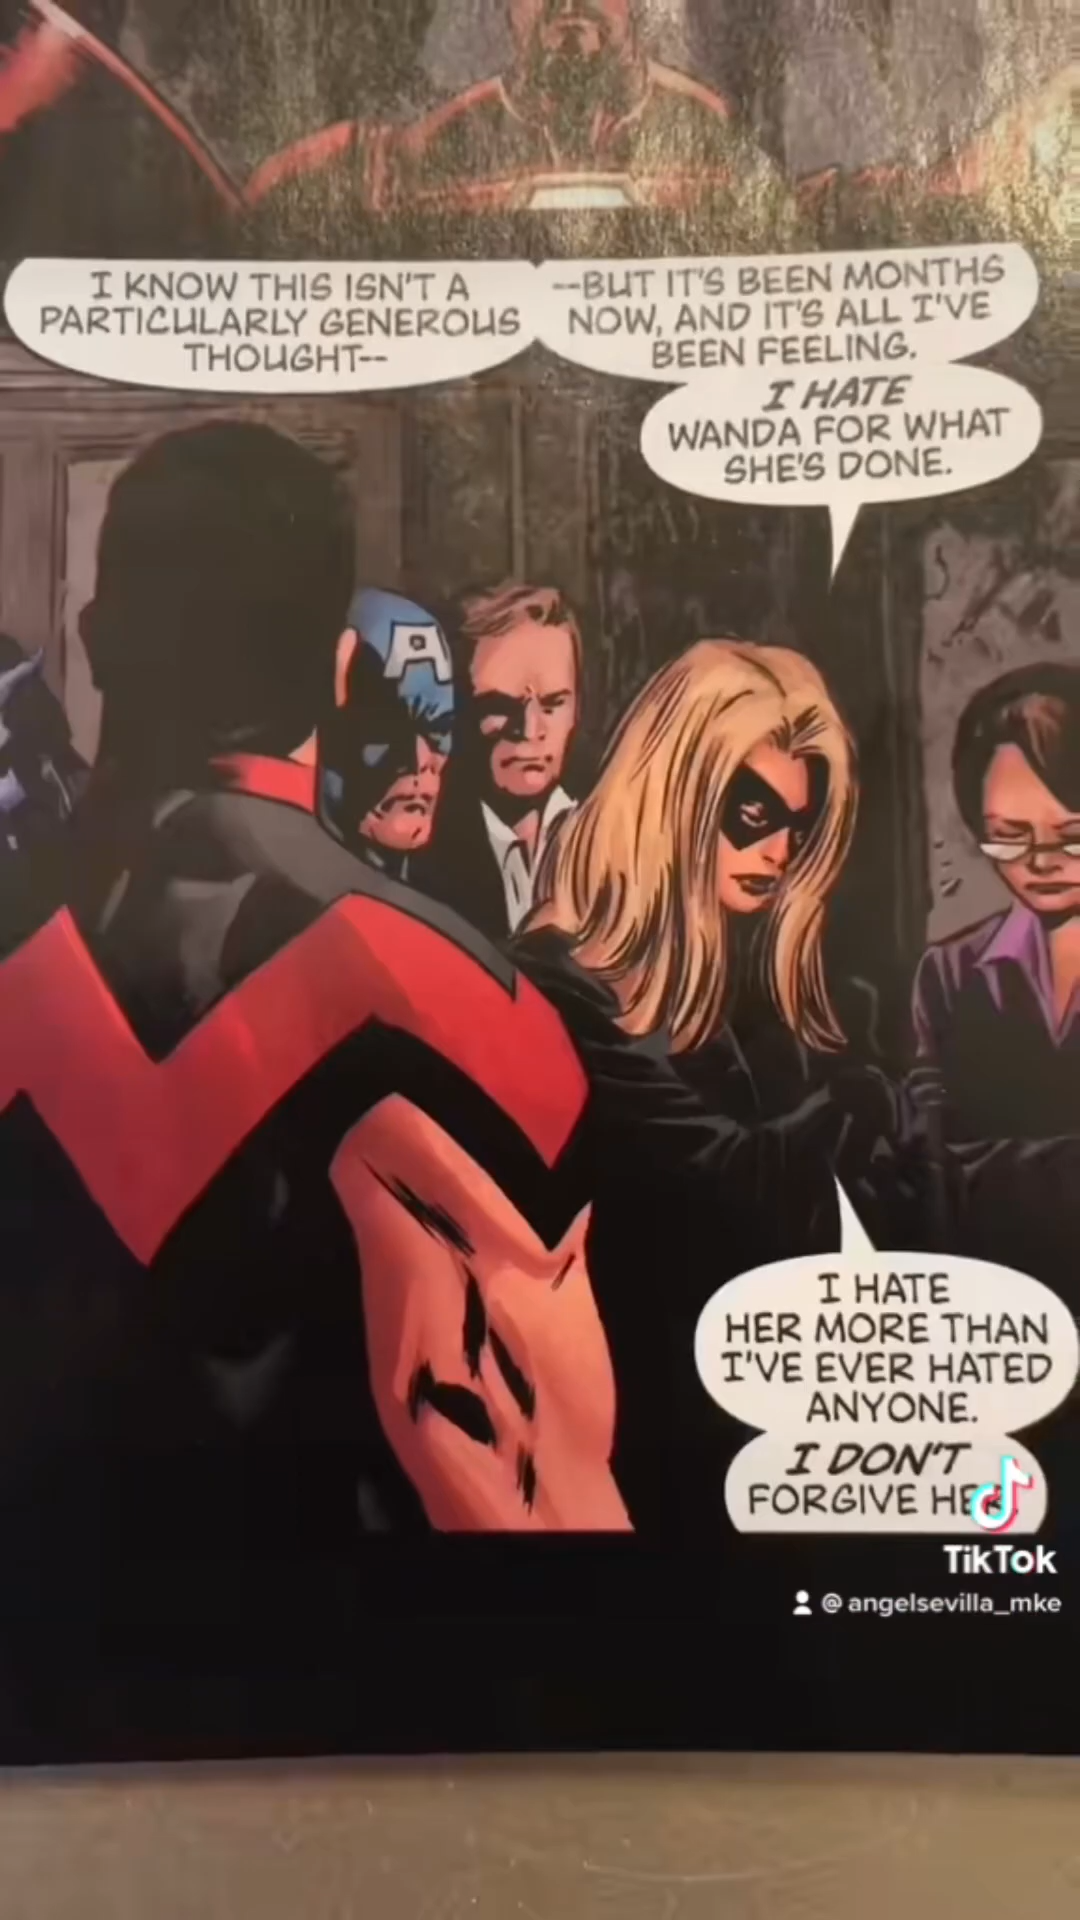 I KNOW THIS ISN'T A
PARTICULARLY GENEROUS
THOUGHT--
--BUT IT'S BEEN MONTHS
NOW, AND IT'S ALL I'VE
BEEN FEELING.
I HATE
WANDA FOR WHAT
SHE'S DONE.
A
I HATE
HER MORE THAN
I'VE EVER HATED
ANYONE.
I DON'T
FORGIVE HER.
TikTok
@angelsevilla_mke